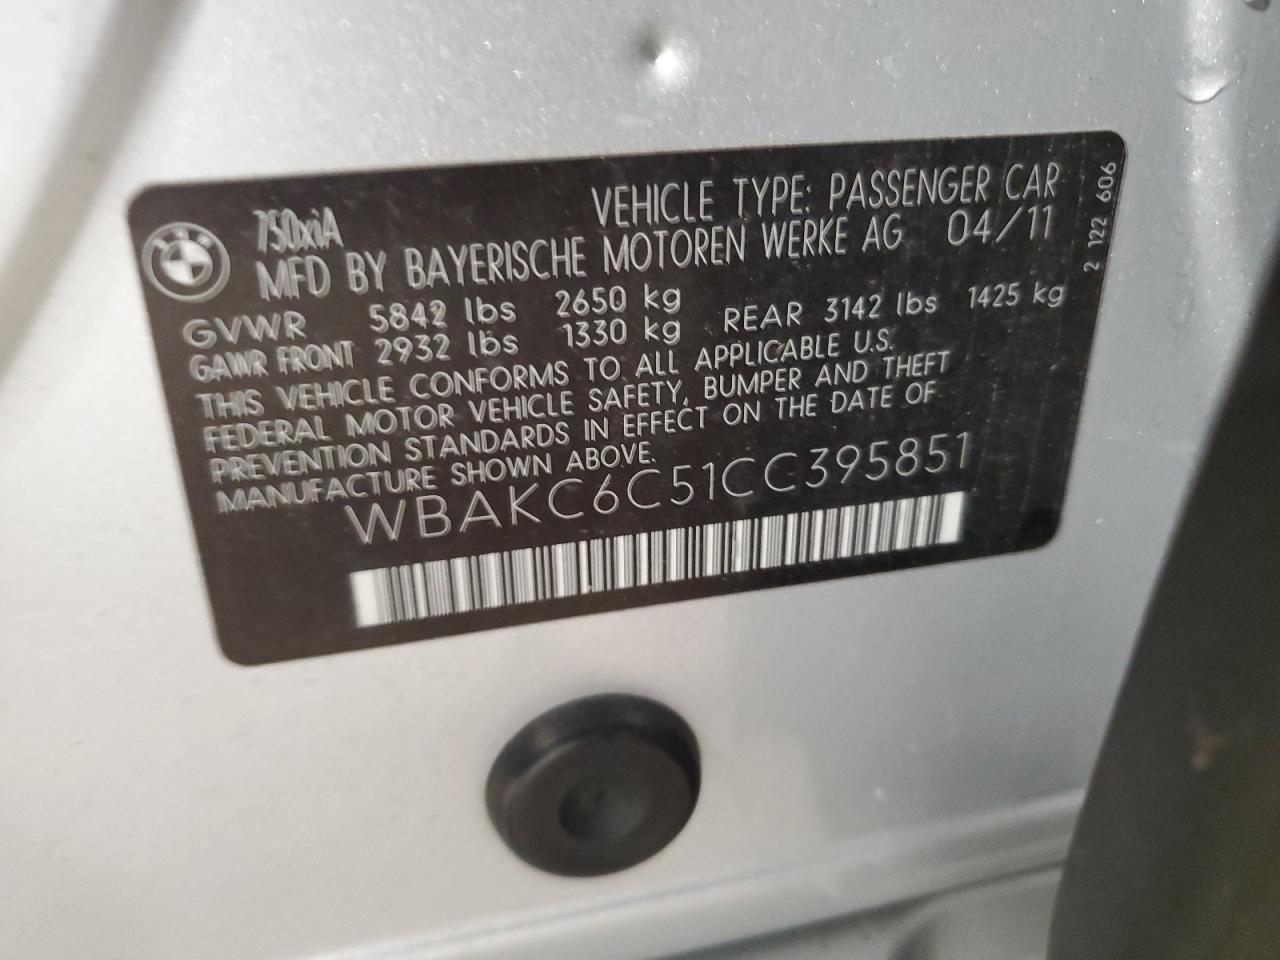 VEHICLE TYPE: PASSENGER CAR
750xiA
MFD BY BAYERISCHE MOTOREN WERKE AG 04/11
GVWR 5842 lbs 2650 kg
GAWR FRONT 2932 lbs 1330 kg REAR 3142 lbs 1425 kg
THIS VEHICLE CONFORMS TO ALL APPLICABLE U.S.
FEDERAL MOTOR VEHICLE SAFETY, BUMPER AND THEFT
PREVENTION STANDARDS IN EFFECT ON THE DATE OF
MANUFACTURE SHOWN ABOVE.
WBAKC6C51CC395851
2 122 606